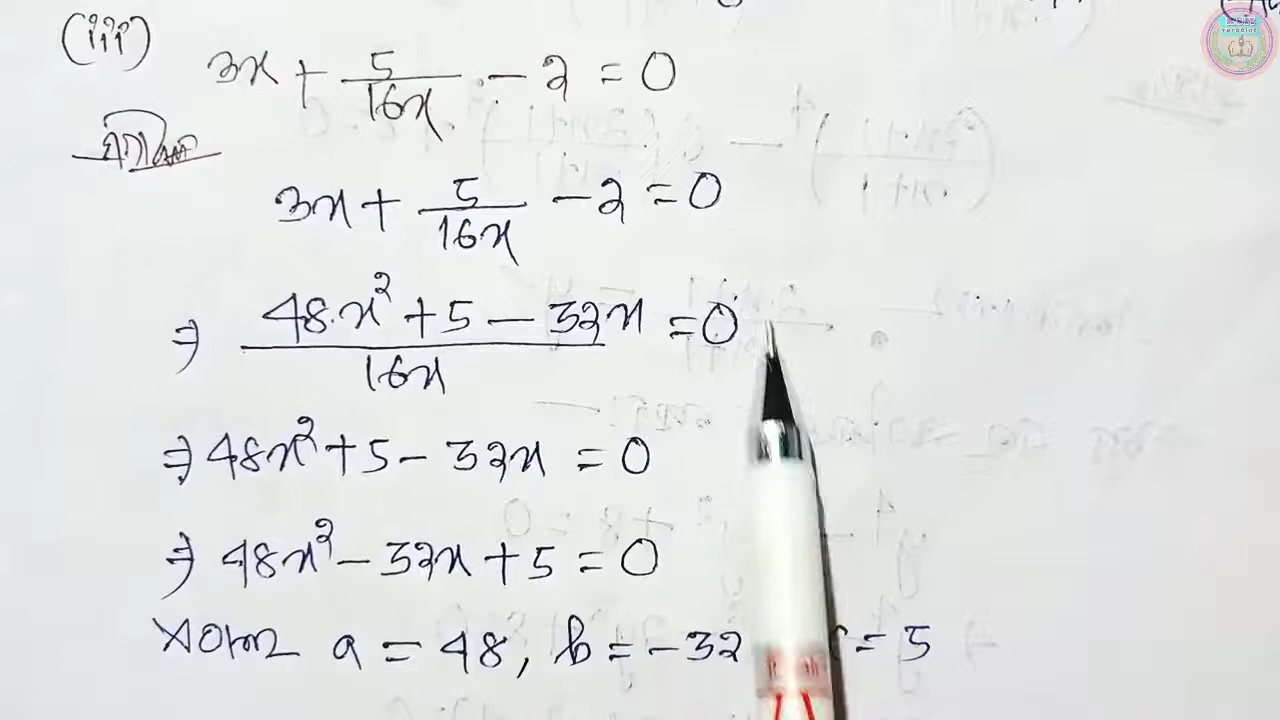 (iii) 3x + 5/16x - 2 = 0
3x + 5/16x - 2 = 0
⇒ (48x² + 5 - 32x)/16x = 0
⇒ 48x² + 5 - 32x = 0
⇒ 48x² - 32x + 5 = 0
a = 48, b = -32 = 5